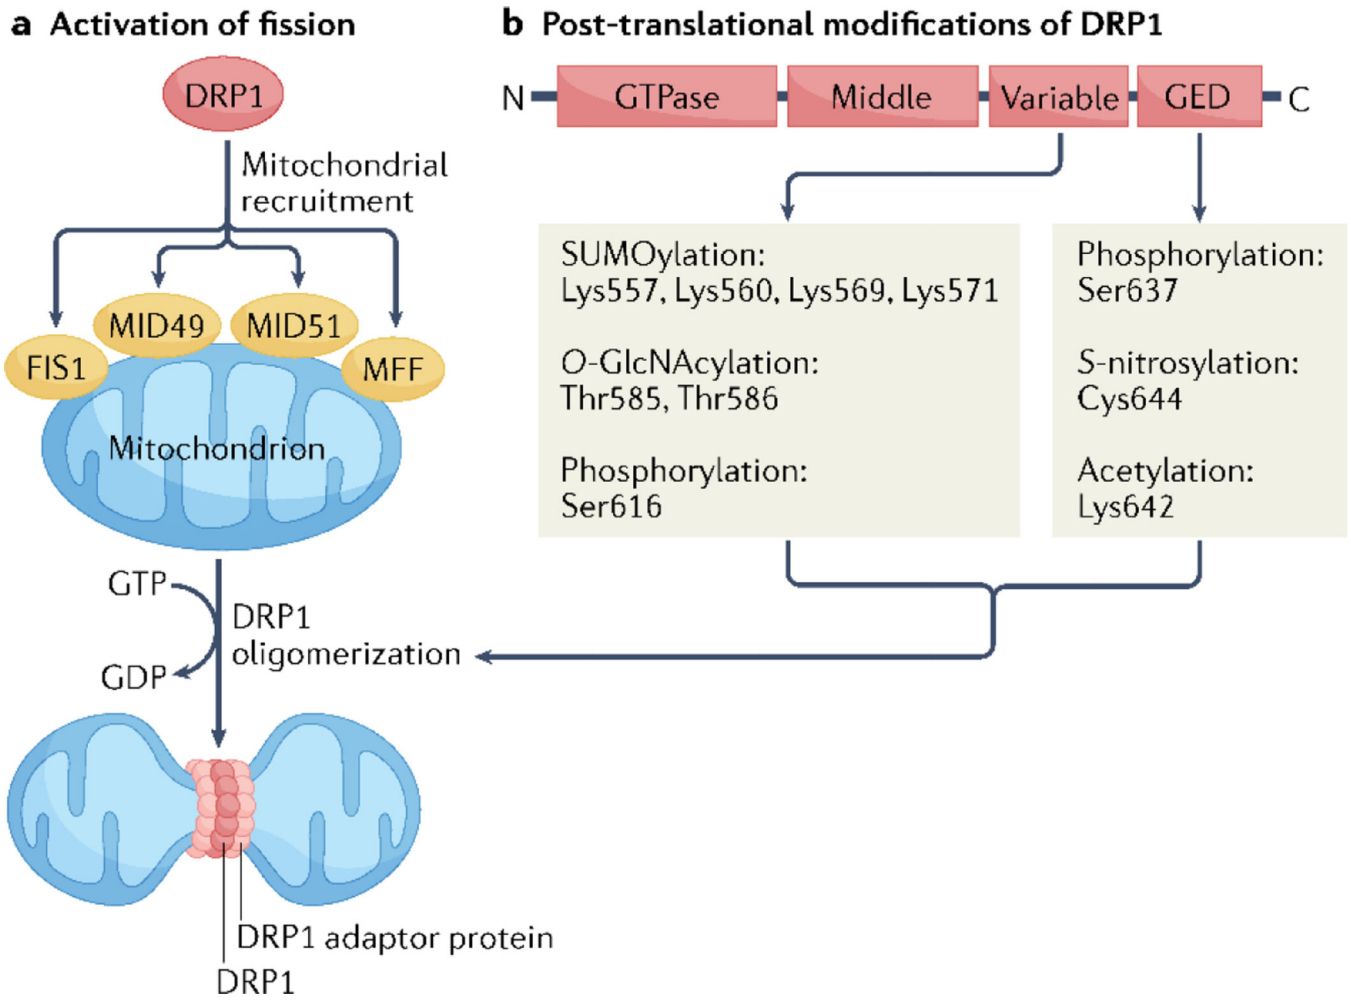 a Activation of fission
DRP1
Mitochondrial
recruitment
FIS1
MID49
MID51
MFF
Mitochondrion
GTP
GDP
DRP1
oligomerization
DRP1 adaptor protein
DRP1
b Post-translational modifications of DRP1
N GTPase Middle Variable GED C
SUMOylation:
Lys557, Lys560, Lys569, Lys571
O-GlcNAcylation:
Thr585, Thr586
Phosphorylation:
Ser616
Phosphorylation:
Ser637
S-nitrosylation:
Cys644
Acetylation:
Lys642